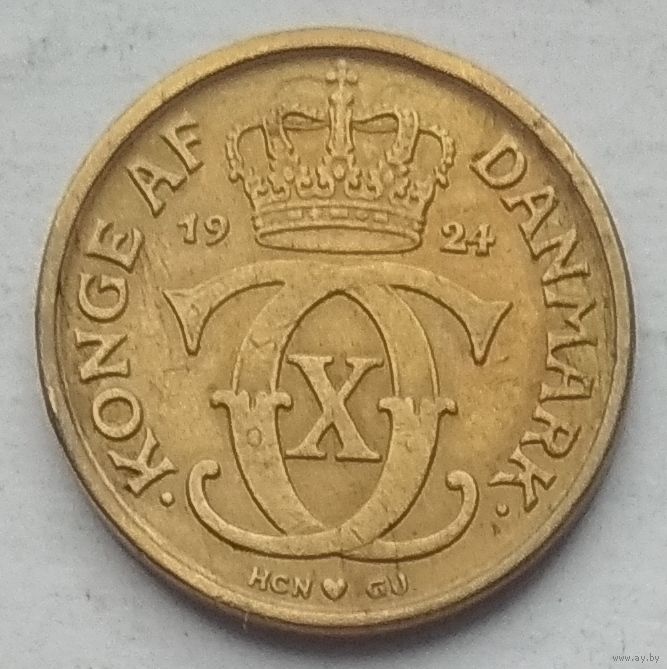 · KONGE AF DANMARK ·
19 24
X
HCN ♥ GJ
www.ay.by